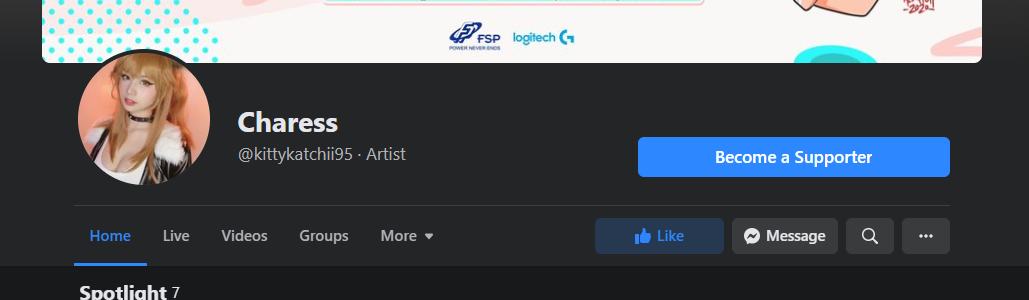 FSP
POWER NEVER ENDS
logitech G
2020
Charess
@kittykatchii95 · Artist
Become a Supporter
Home
Live
Videos
Groups
More
Like
Message
Spotlight 7